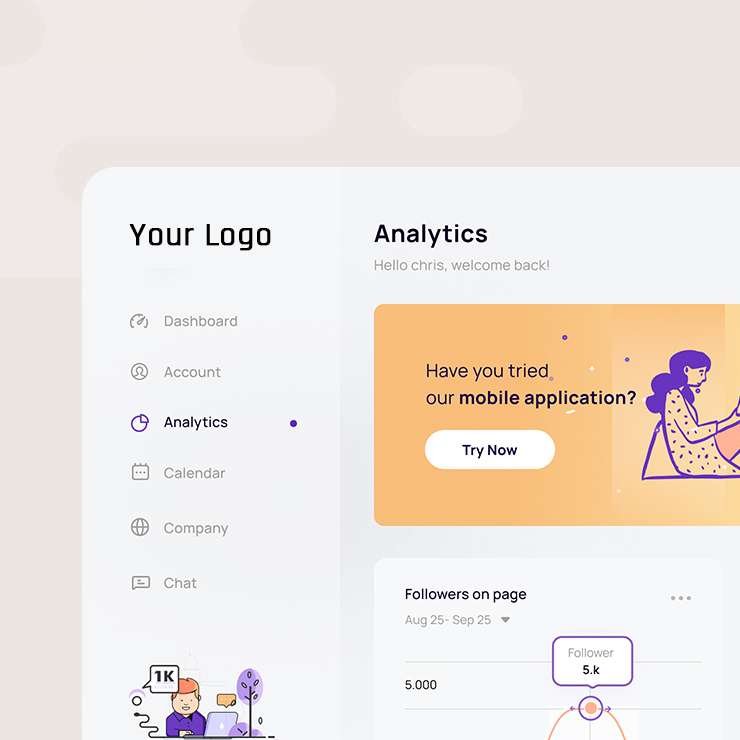 Your Logo
Dashboard
Account
Analytics
Calendar
Company
Chat
1K
Analytics
Hello chris, welcome back!
Have you tried
our mobile application?
Try Now
Followers on page
Aug 25- Sep 25
Follower
5.k
5.000